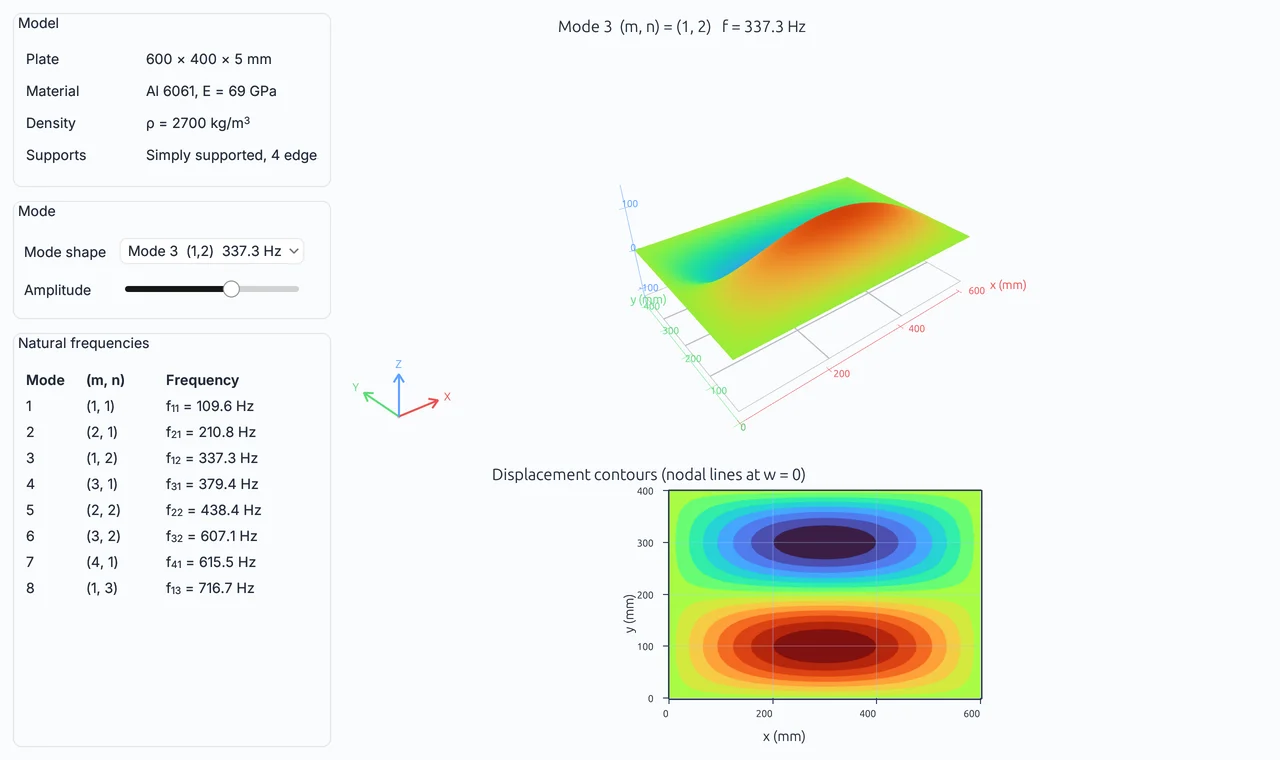 Model
Plate 600 × 400 × 5 mm
Material Al 6061, E = 69 GPa
Density ρ = 2700 kg/m³
Supports Simply supported, 4 edge
Mode
Mode shape Mode 3 (1,2) 337.3 Hz
Amplitude
Natural frequencies
Mode (m, n) Frequency
1 (1, 1) f₁₁ = 109.6 Hz
2 (2, 1) f₂₁ = 210.8 Hz
3 (1, 2) f₁₂ = 337.3 Hz
4 (3, 1) f₃₁ = 379.4 Hz
5 (2, 2) f₂₂ = 438.4 Hz
6 (3, 2) f₃₂ = 607.1 Hz
7 (4, 1) f₄₁ = 615.5 Hz
8 (1, 3) f₁₃ = 716.7 Hz
Mode 3 (m, n) = (1, 2) f = 337.3 Hz
100
0
-100
y (mm)
400
300
200
100
0
200
400
600 x (mm)
Z
Y
X
Displacement contours (nodal lines at w = 0)
400
300
200
100
0
y (mm)
0 200 400 600
x (mm)